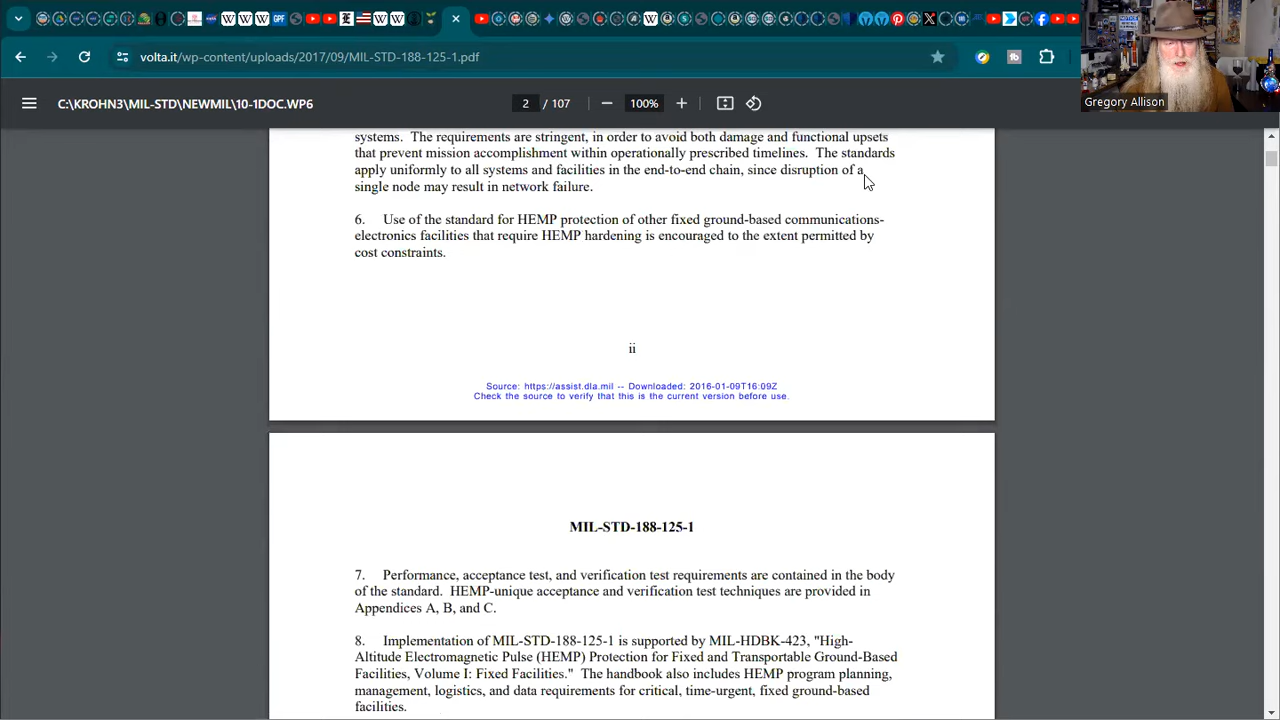 volta.it/wp-content/uploads/2017/09/MIL-STD-188-125-1.pdf
C:\KROHN3\MIL-STD\NEWMIL\10-1DOC.WP6
2 / 107
100%
Gregory Allison
systems. The requirements are stringent, in order to avoid both damage and functional upsets
that prevent mission accomplishment within operationally prescribed timelines. The standards
apply uniformly to all systems and facilities in the end-to-end chain, since disruption of a
single node may result in network failure.
6. Use of the standard for HEMP protection of other fixed ground-based communications-
electronics facilities that require HEMP hardening is encouraged to the extent permitted by
cost constraints.
ii
Source: https://assist.dla.mil -- Downloaded: 2016-01-09T16:09Z
Check the source to verify that this is the current version before use.
MIL-STD-188-125-1
7. Performance, acceptance test, and verification test requirements are contained in the body
of the standard. HEMP-unique acceptance and verification test techniques are provided in
Appendices A, B, and C.
8. Implementation of MIL-STD-188-125-1 is supported by MIL-HDBK-423, "High-
Altitude Electromagnetic Pulse (HEMP) Protection for Fixed and Transportable Ground-Based
Facilities, Volume I: Fixed Facilities." The handbook also includes HEMP program planning,
management, logistics, and data requirements for critical, time-urgent, fixed ground-based
facilities.